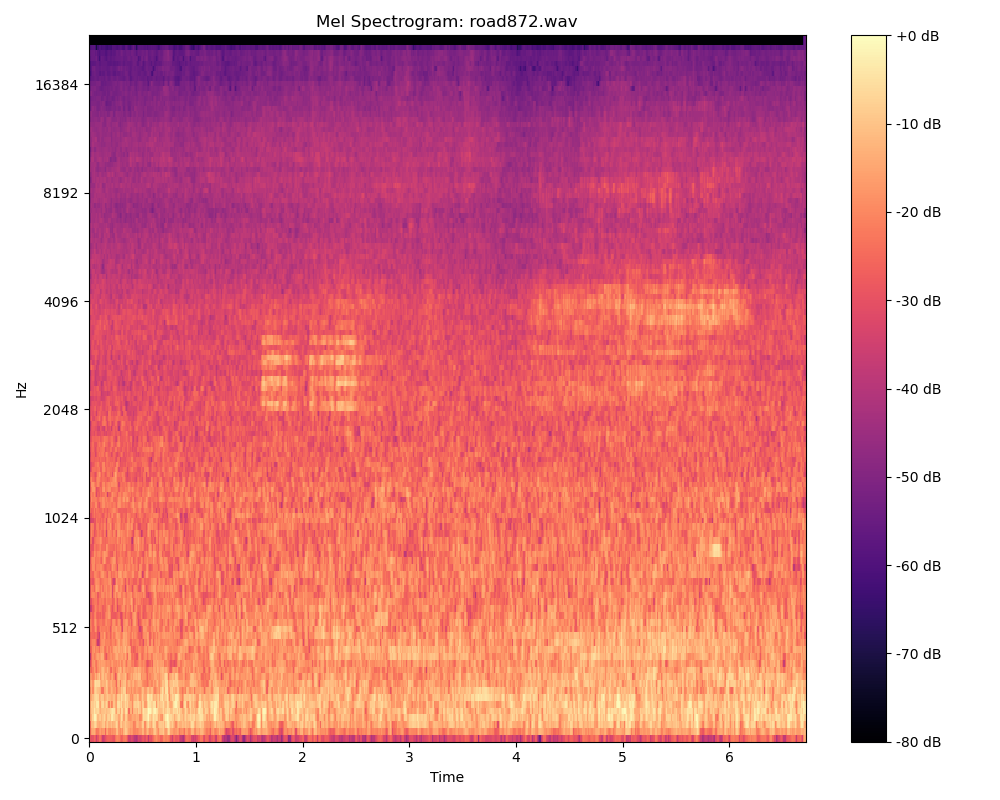 Mel Spectrogram: road872.wav
+0 dB
16384
-10 dB
8192
-20 dB
-30 dB
4096
-40 dB
Hz
2048
-50 dB
1024
-60 dB
512
-70 dB
0
-80 dB
0 1 2 3 4 5 6
Time